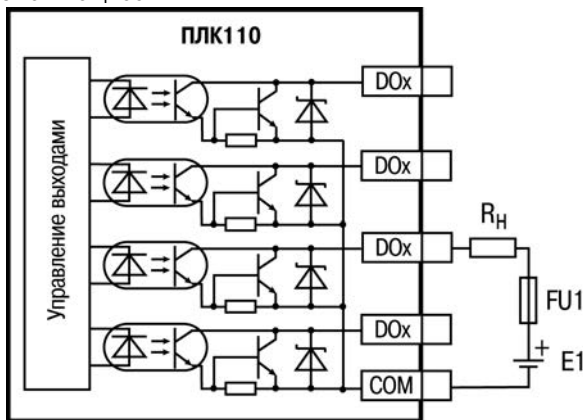 ПЛК110
Управление выходами
DOx
DOx
DOx
DOx
COM
RН
FU1
+
E1